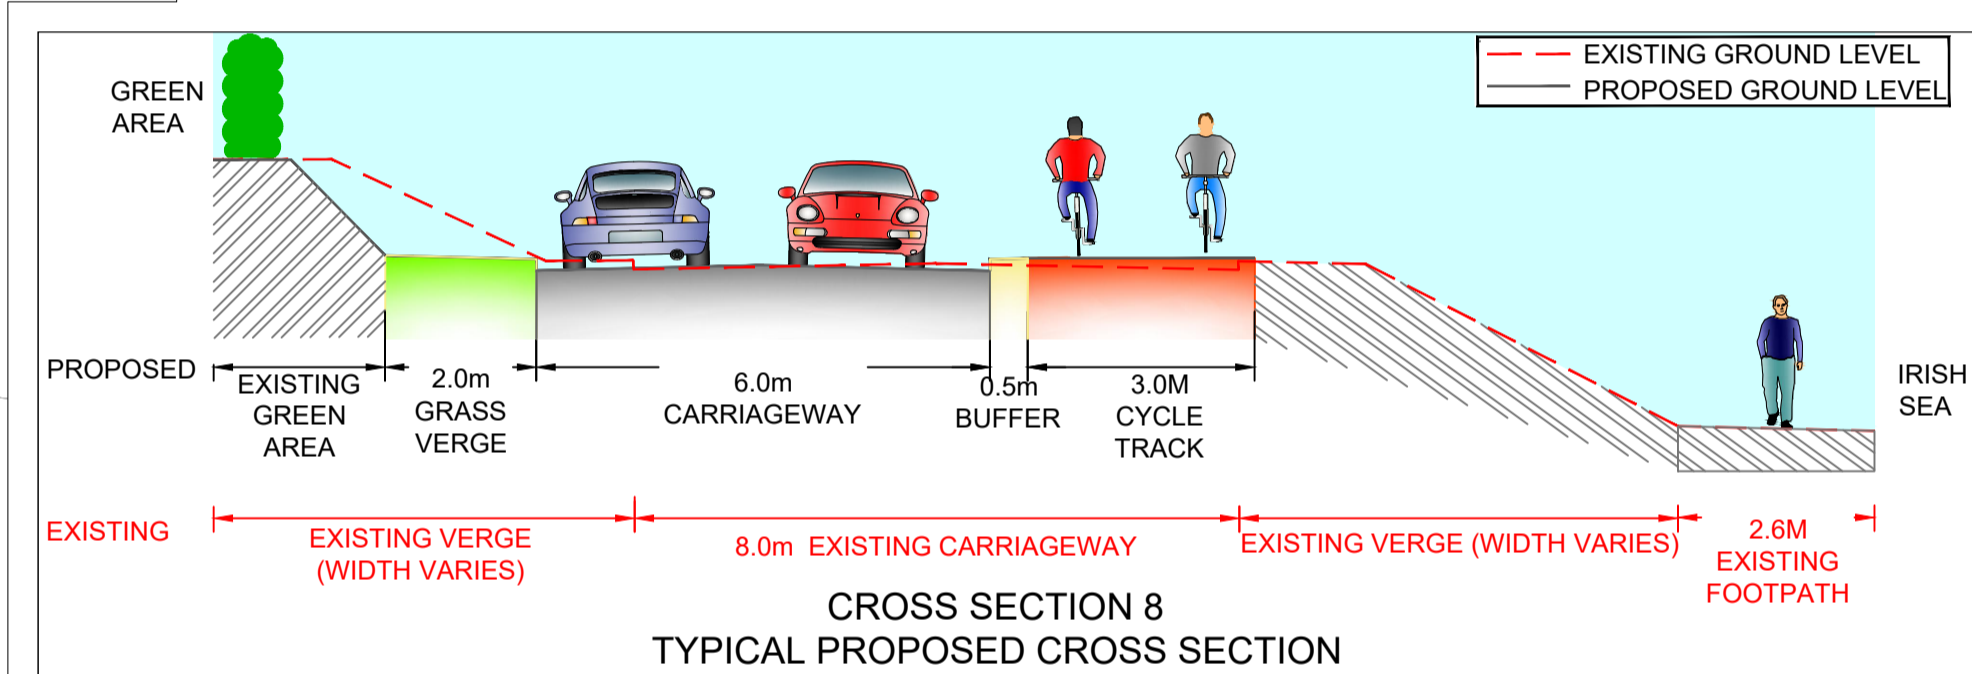 EXISTING GROUND LEVEL
PROPOSED GROUND LEVEL
GREEN
AREA
PROPOSED
EXISTING
GREEN
AREA
2.0m
GRASS
VERGE
6.0m
CARRIAGEWAY
0.5m
BUFFER
3.0M
CYCLE
TRACK
IRISH
SEA
EXISTING
EXISTING VERGE
(WIDTH VARIES)
8.0m EXISTING CARRIAGEWAY
EXISTING VERGE (WIDTH VARIES)
2.6M
EXISTING
FOOTPATH
CROSS SECTION 8
TYPICAL PROPOSED CROSS SECTION